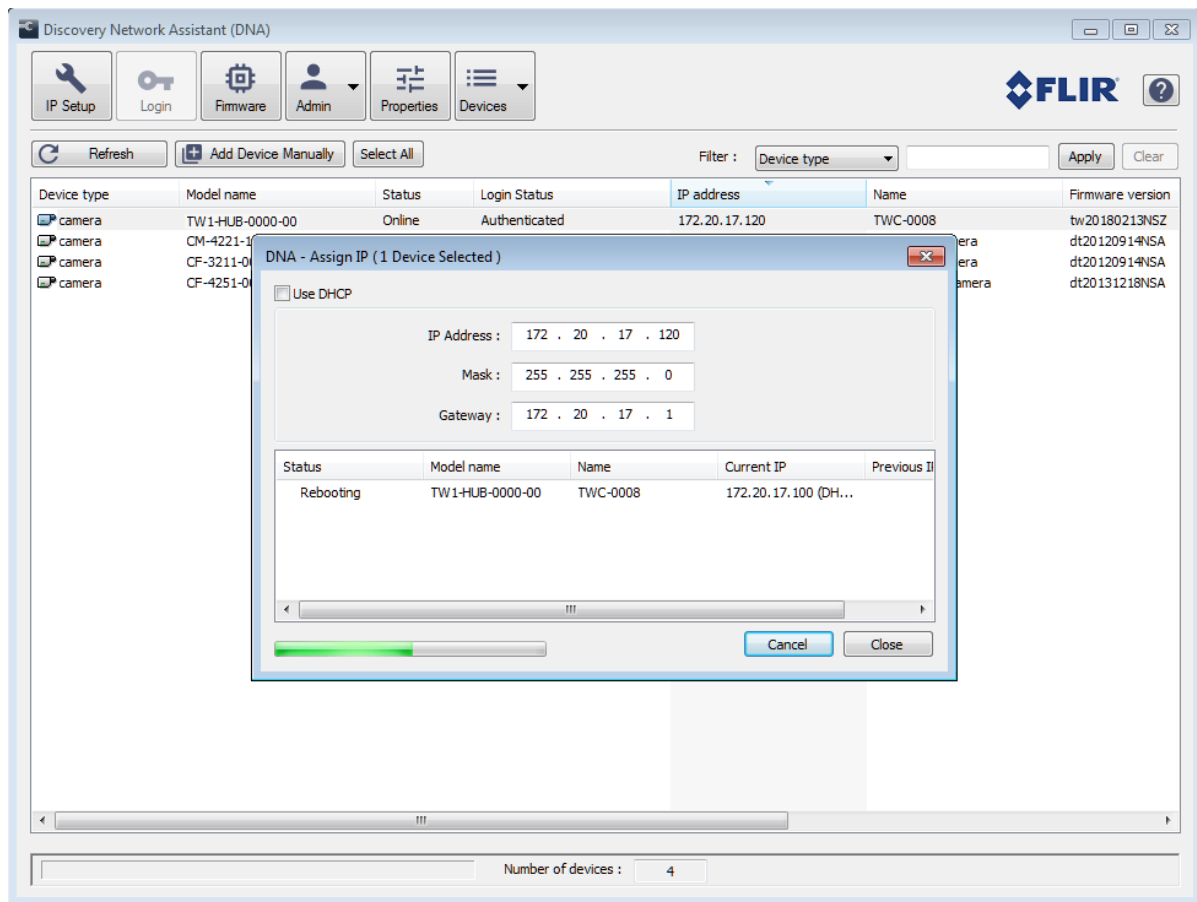 Discovery Network Assistant (DNA)
IP Setup Login Firmware Admin Properties Devices
FLIR ?
Refresh Add Device Manually Select All Filter : Device type Apply Clear
Device type Model name Status Login Status IP address Name Firmware version
camera TW1-HUB-0000-00 Online Authenticated 172.20.17.120 TWC-0008 tw20180213NSZ
camera CM-4221-1 era dt20120914NSA
camera CF-3211-0 era dt20120914NSA
camera CF-4251-0 amera dt20131218NSA
DNA - Assign IP ( 1 Device Selected )
Use DHCP
IP Address : 172 . 20 . 17 . 120
Mask : 255 . 255 . 255 . 0
Gateway : 172 . 20 . 17 . 1
Status Model name Name Current IP Previous I
Rebooting TW1-HUB-0000-00 TWC-0008 172.20.17.100 (DH...
Cancel Close
Number of devices : 4